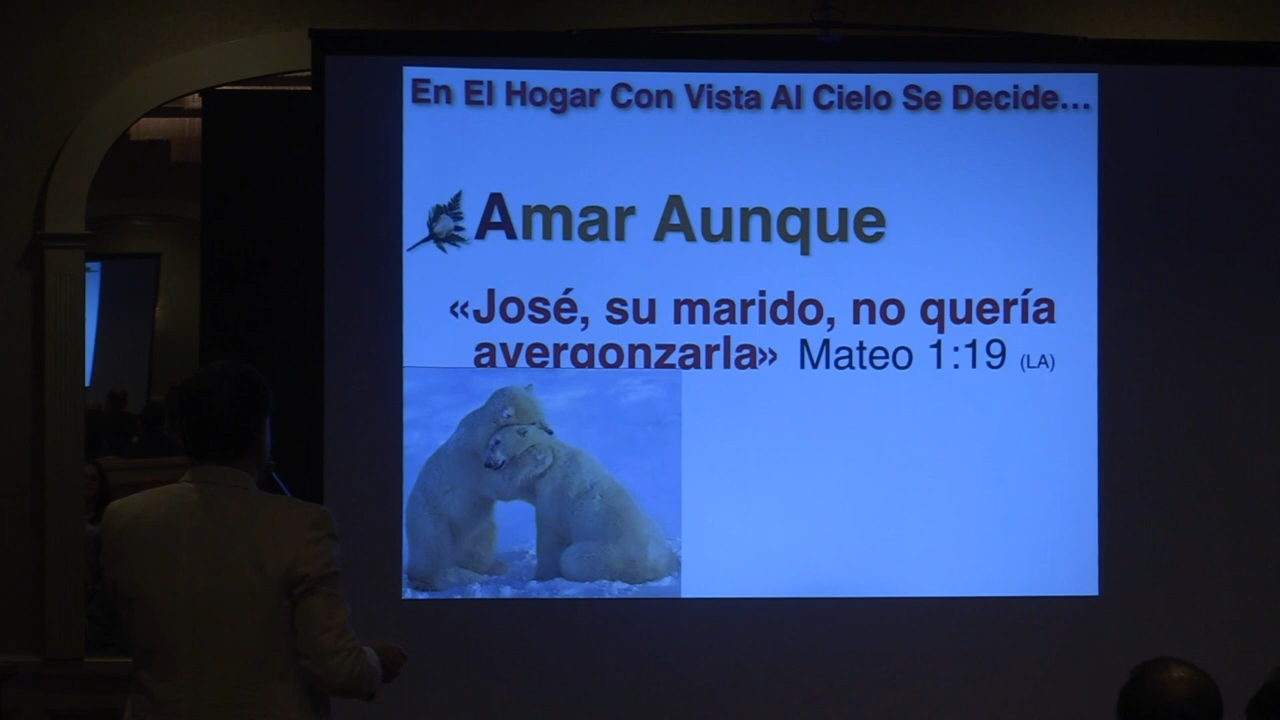 En El Hogar Con Vista Al Cielo Se Decide...
Amar Aunque
«José, su marido, no quería
avergonzarla» Mateo 1:19 (LA)